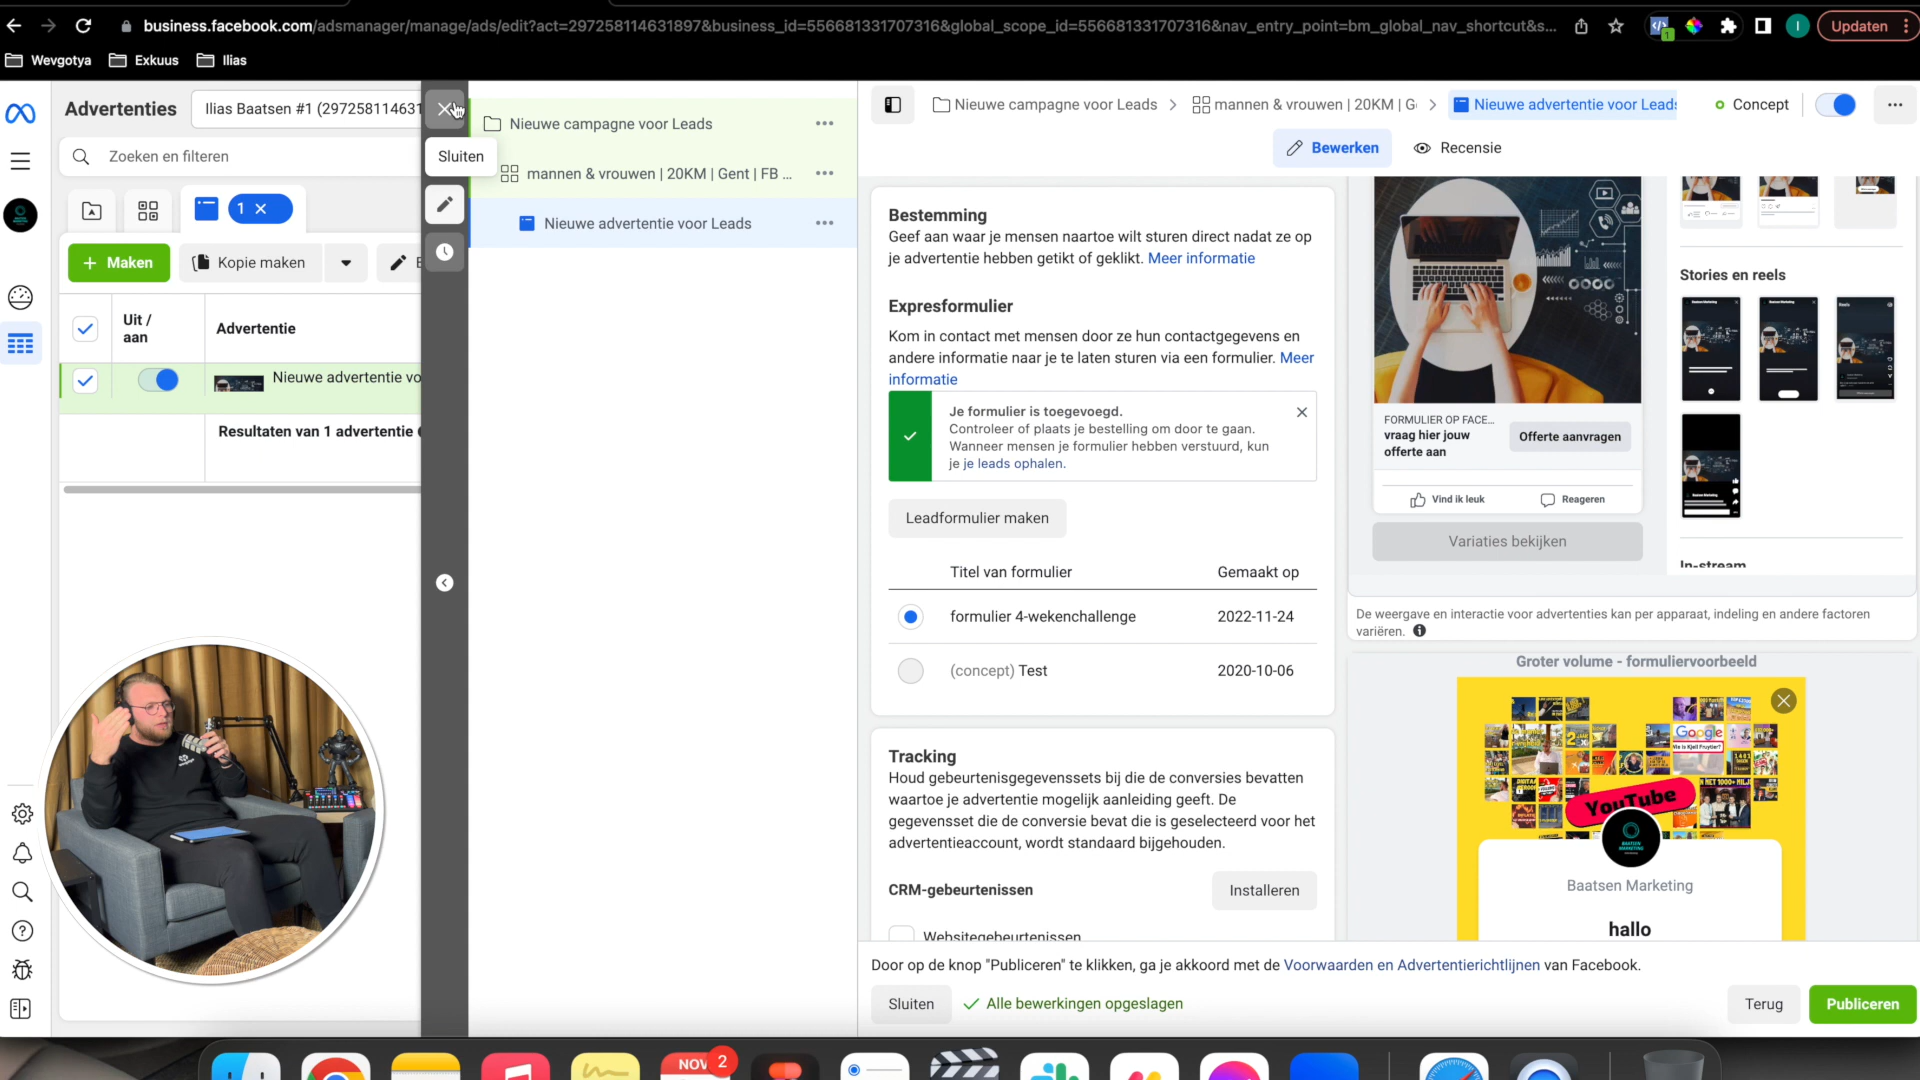 business.facebook.com/adsmanager/manage/ads/edit?act=297258114631897&business_id=556681331707316&global_scope_id=556681331707316&nav_entry_point=bm_global_nav_shortcut&s...
1
I
Updaten
Wevgotya
Exkuus
Ilias
Advertenties
Ilias Baatsen #1 (297258114631
Zoeken en filteren
1
Maken
Kopie maken
Uit /
aan
Advertentie
Nieuwe advertentie vo
Resultaten van 1 advertentie
Sluiten
Nieuwe campagne voor Leads
mannen & vrouwen | 20KM | Gent | FB ...
Nieuwe advertentie voor Leads
Nieuwe campagne voor Leads
mannen & vrouwen | 20KM | G
Nieuwe advertentie voor Leads
Concept
Bewerken
Recensie
Bestemming
Geef aan waar je mensen naartoe wilt sturen direct nadat ze op
je advertentie hebben getikt of geklikt. Meer informatie
Expresformulier
Kom in contact met mensen door ze hun contactgegevens en
andere informatie naar je te laten sturen via een formulier. Meer
informatie
Je formulier is toegevoegd.
Controleer of plaats je bestelling om door te gaan.
Wanneer mensen je formulier hebben verstuurd, kun
je je leads ophalen.
Leadformulier maken
Titel van formulier
Gemaakt op
formulier 4-wekenchallenge
2022-11-24
(concept) Test
2020-10-06
Tracking
Houd gebeurtenisgegevenssets bij die de conversies bevatten
waartoe je advertentie mogelijk aanleiding geeft. De
gegevensset die de conversie bevat die is geselecteerd voor het
advertentieaccount, wordt standaard bijgehouden.
CRM-gebeurtenissen
Installeren
Websitegebeurtenissen
FORMULIER OP FACE...
vraag hier jouw
offerte aan
Offerte aanvragen
Vind ik leuk
Reageren
Variaties bekijken
Stories en reels
In-stream
De weergave en interactie voor advertenties kan per apparaat, indeling en andere factoren
variëren.
Groter volume - formuliervoorbeeld
Google
Wie is Kjell Fruytier?
YouTube
BAATSEN
MARKETING
Baatsen Marketing
hallo
Door op de knop "Publiceren" te klikken, ga je akkoord met de Voorwaarden en Advertentierichtlijnen van Facebook.
Sluiten
Alle bewerkingen opgeslagen
Terug
Publiceren
NOV
2